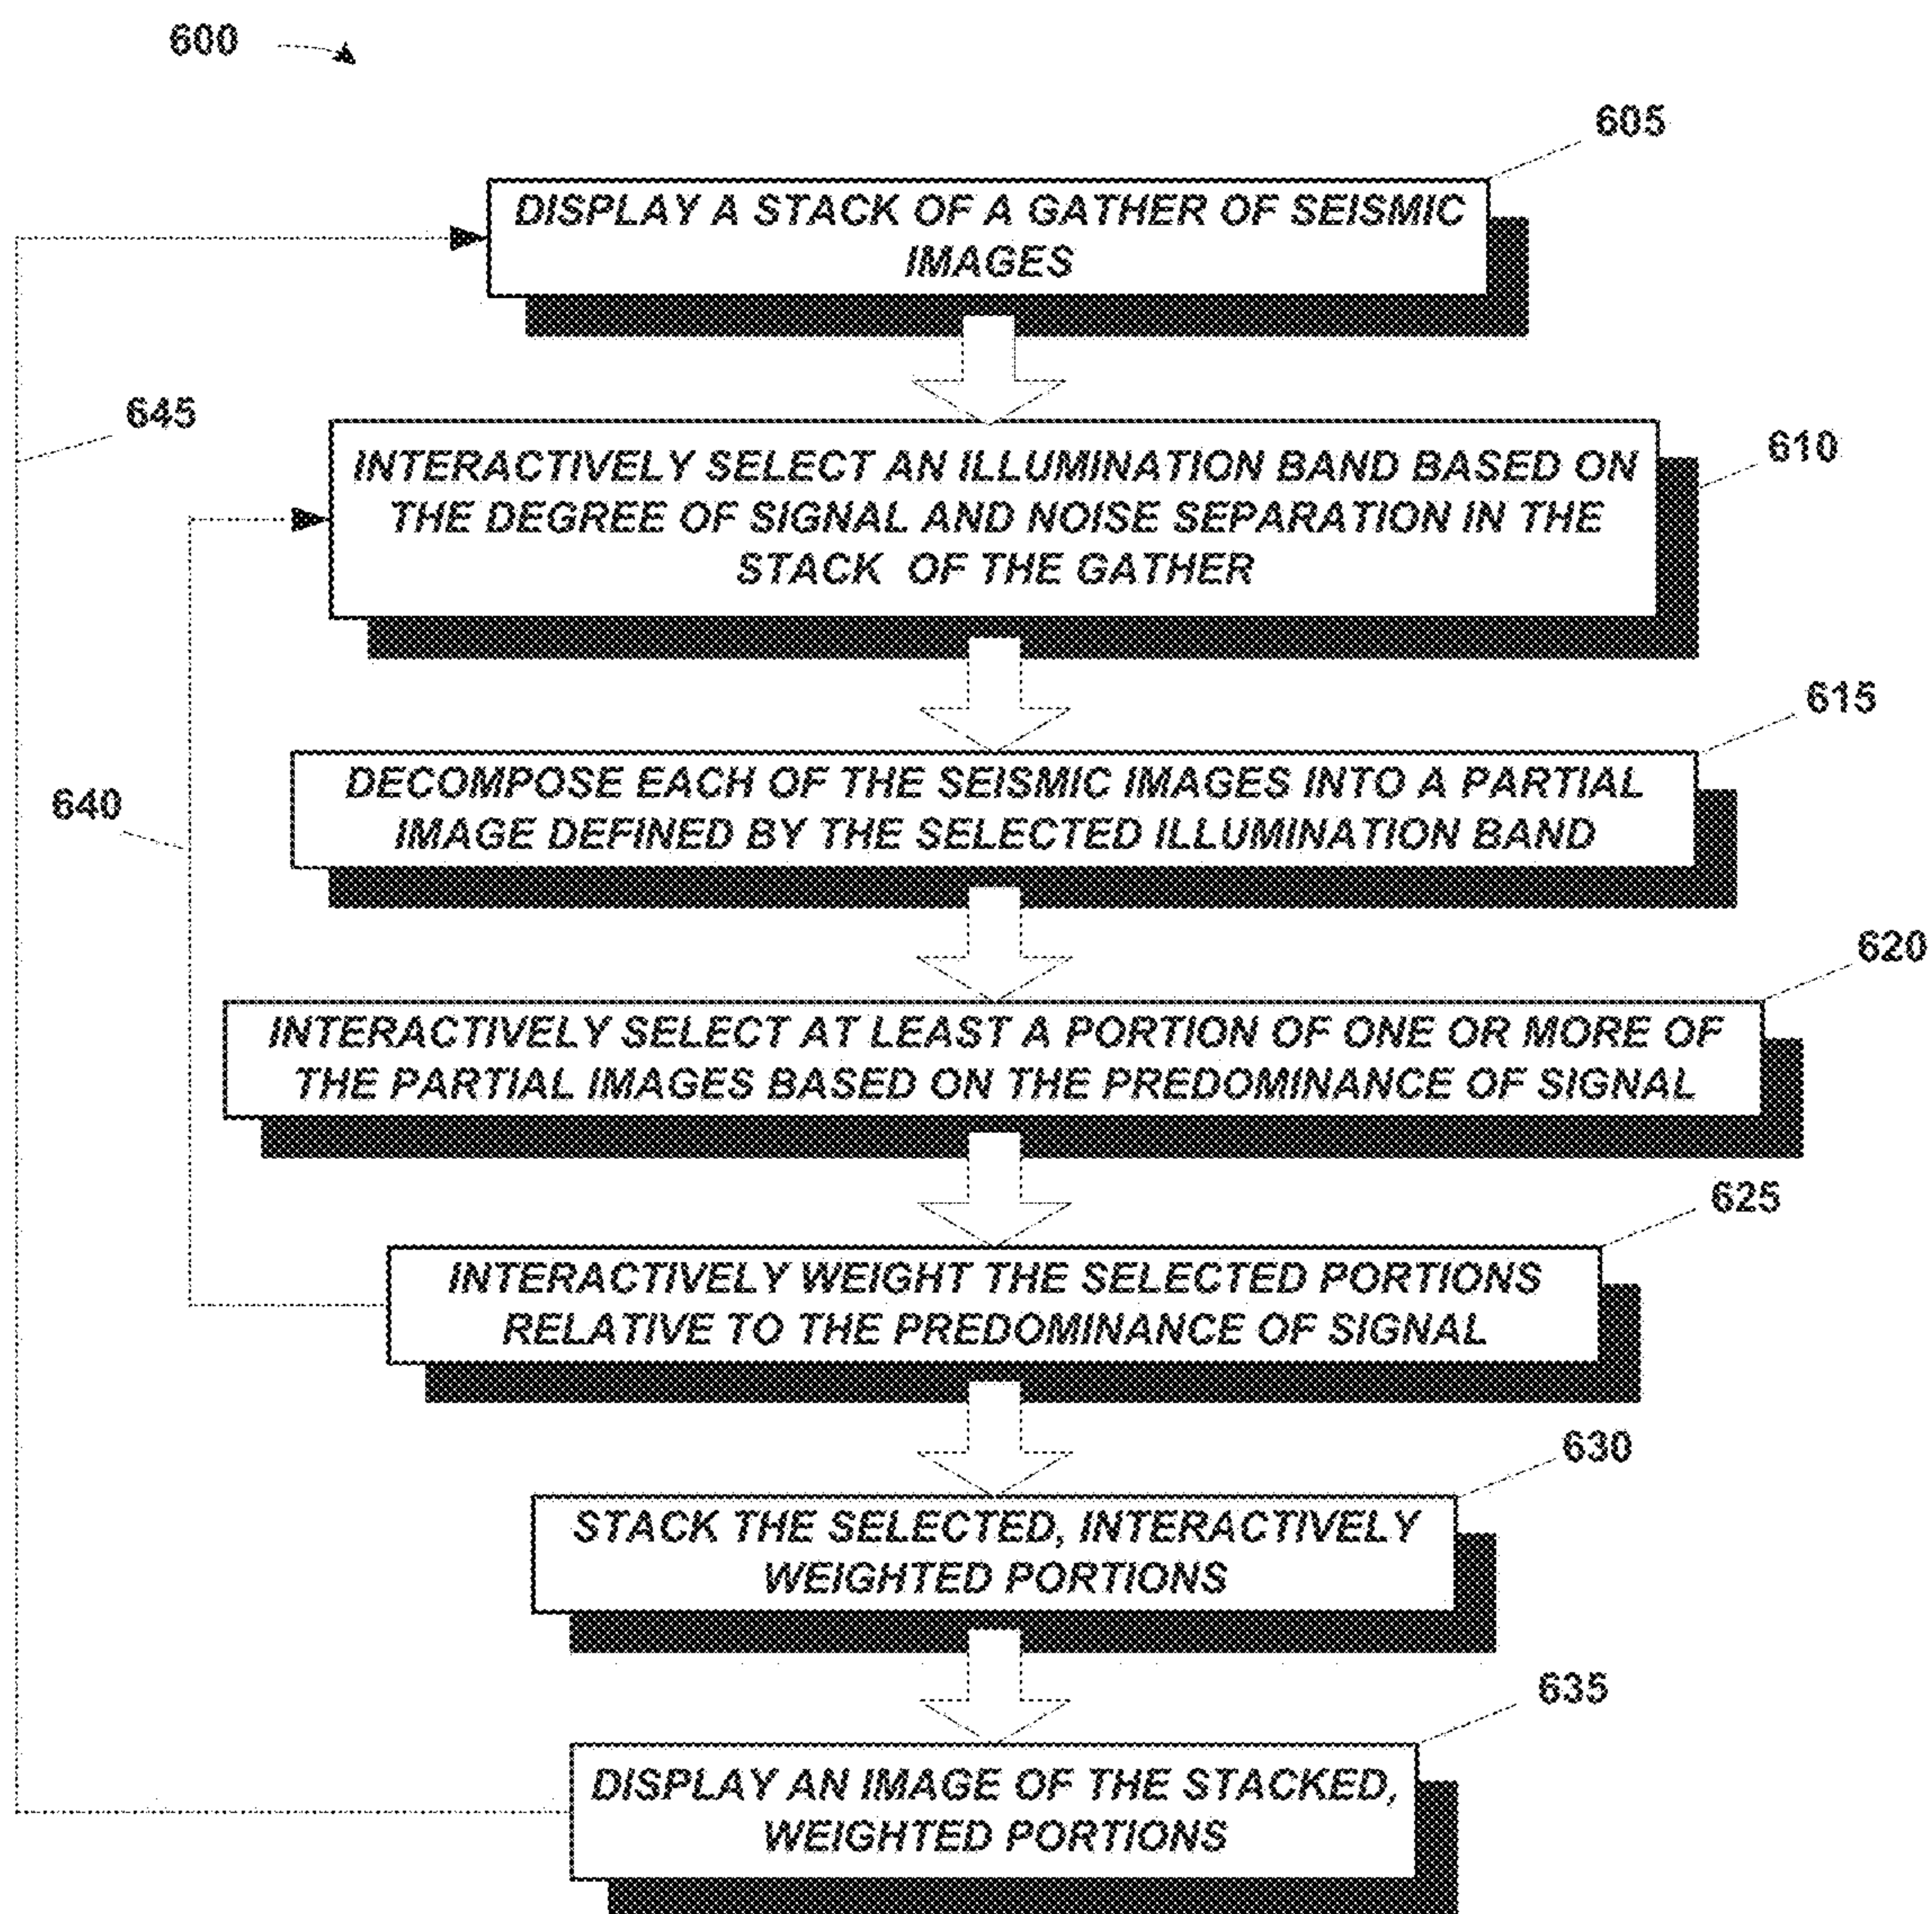 600
605
DISPLAY A STACK OF A GATHER OF SEISMIC
IMAGES
645
610
INTERACTIVELY SELECT AN ILLUMINATION BAND BASED ON
THE DEGREE OF SIGNAL AND NOISE SEPARATION IN THE
STACK OF THE GATHER
615
DECOMPOSE EACH OF THE SEISMIC IMAGES INTO A PARTIAL
IMAGE DEFINED BY THE SELECTED ILLUMINATION BAND
640
620
INTERACTIVELY SELECT AT LEAST A PORTION OF ONE OR MORE OF
THE PARTIAL IMAGES BASED ON THE PREDOMINANCE OF SIGNAL
625
INTERACTIVELY WEIGHT THE SELECTED PORTIONS
RELATIVE TO THE PREDOMINANCE OF SIGNAL
630
STACK THE SELECTED, INTERACTIVELY
WEIGHTED PORTIONS
635
DISPLAY AN IMAGE OF THE STACKED,
WEIGHTED PORTIONS